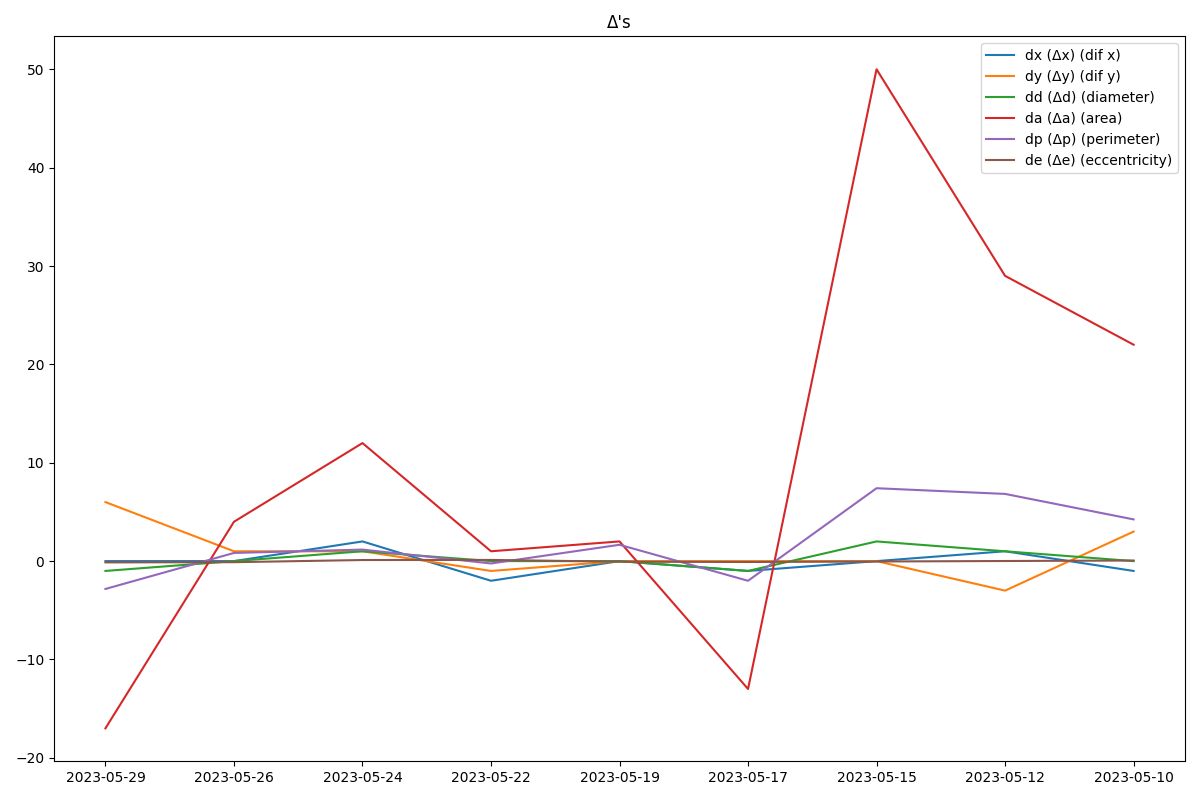 Δ's
dx (Δx) (dif x)
dy (Δy) (dif y)
dd (Δd) (diameter)
da (Δa) (area)
dp (Δp) (perimeter)
de (Δe) (eccentricity)
50
40
30
20
10
0
−10
−20
2023-05-29 2023-05-26 2023-05-24 2023-05-22 2023-05-19 2023-05-17 2023-05-15 2023-05-12 2023-05-10